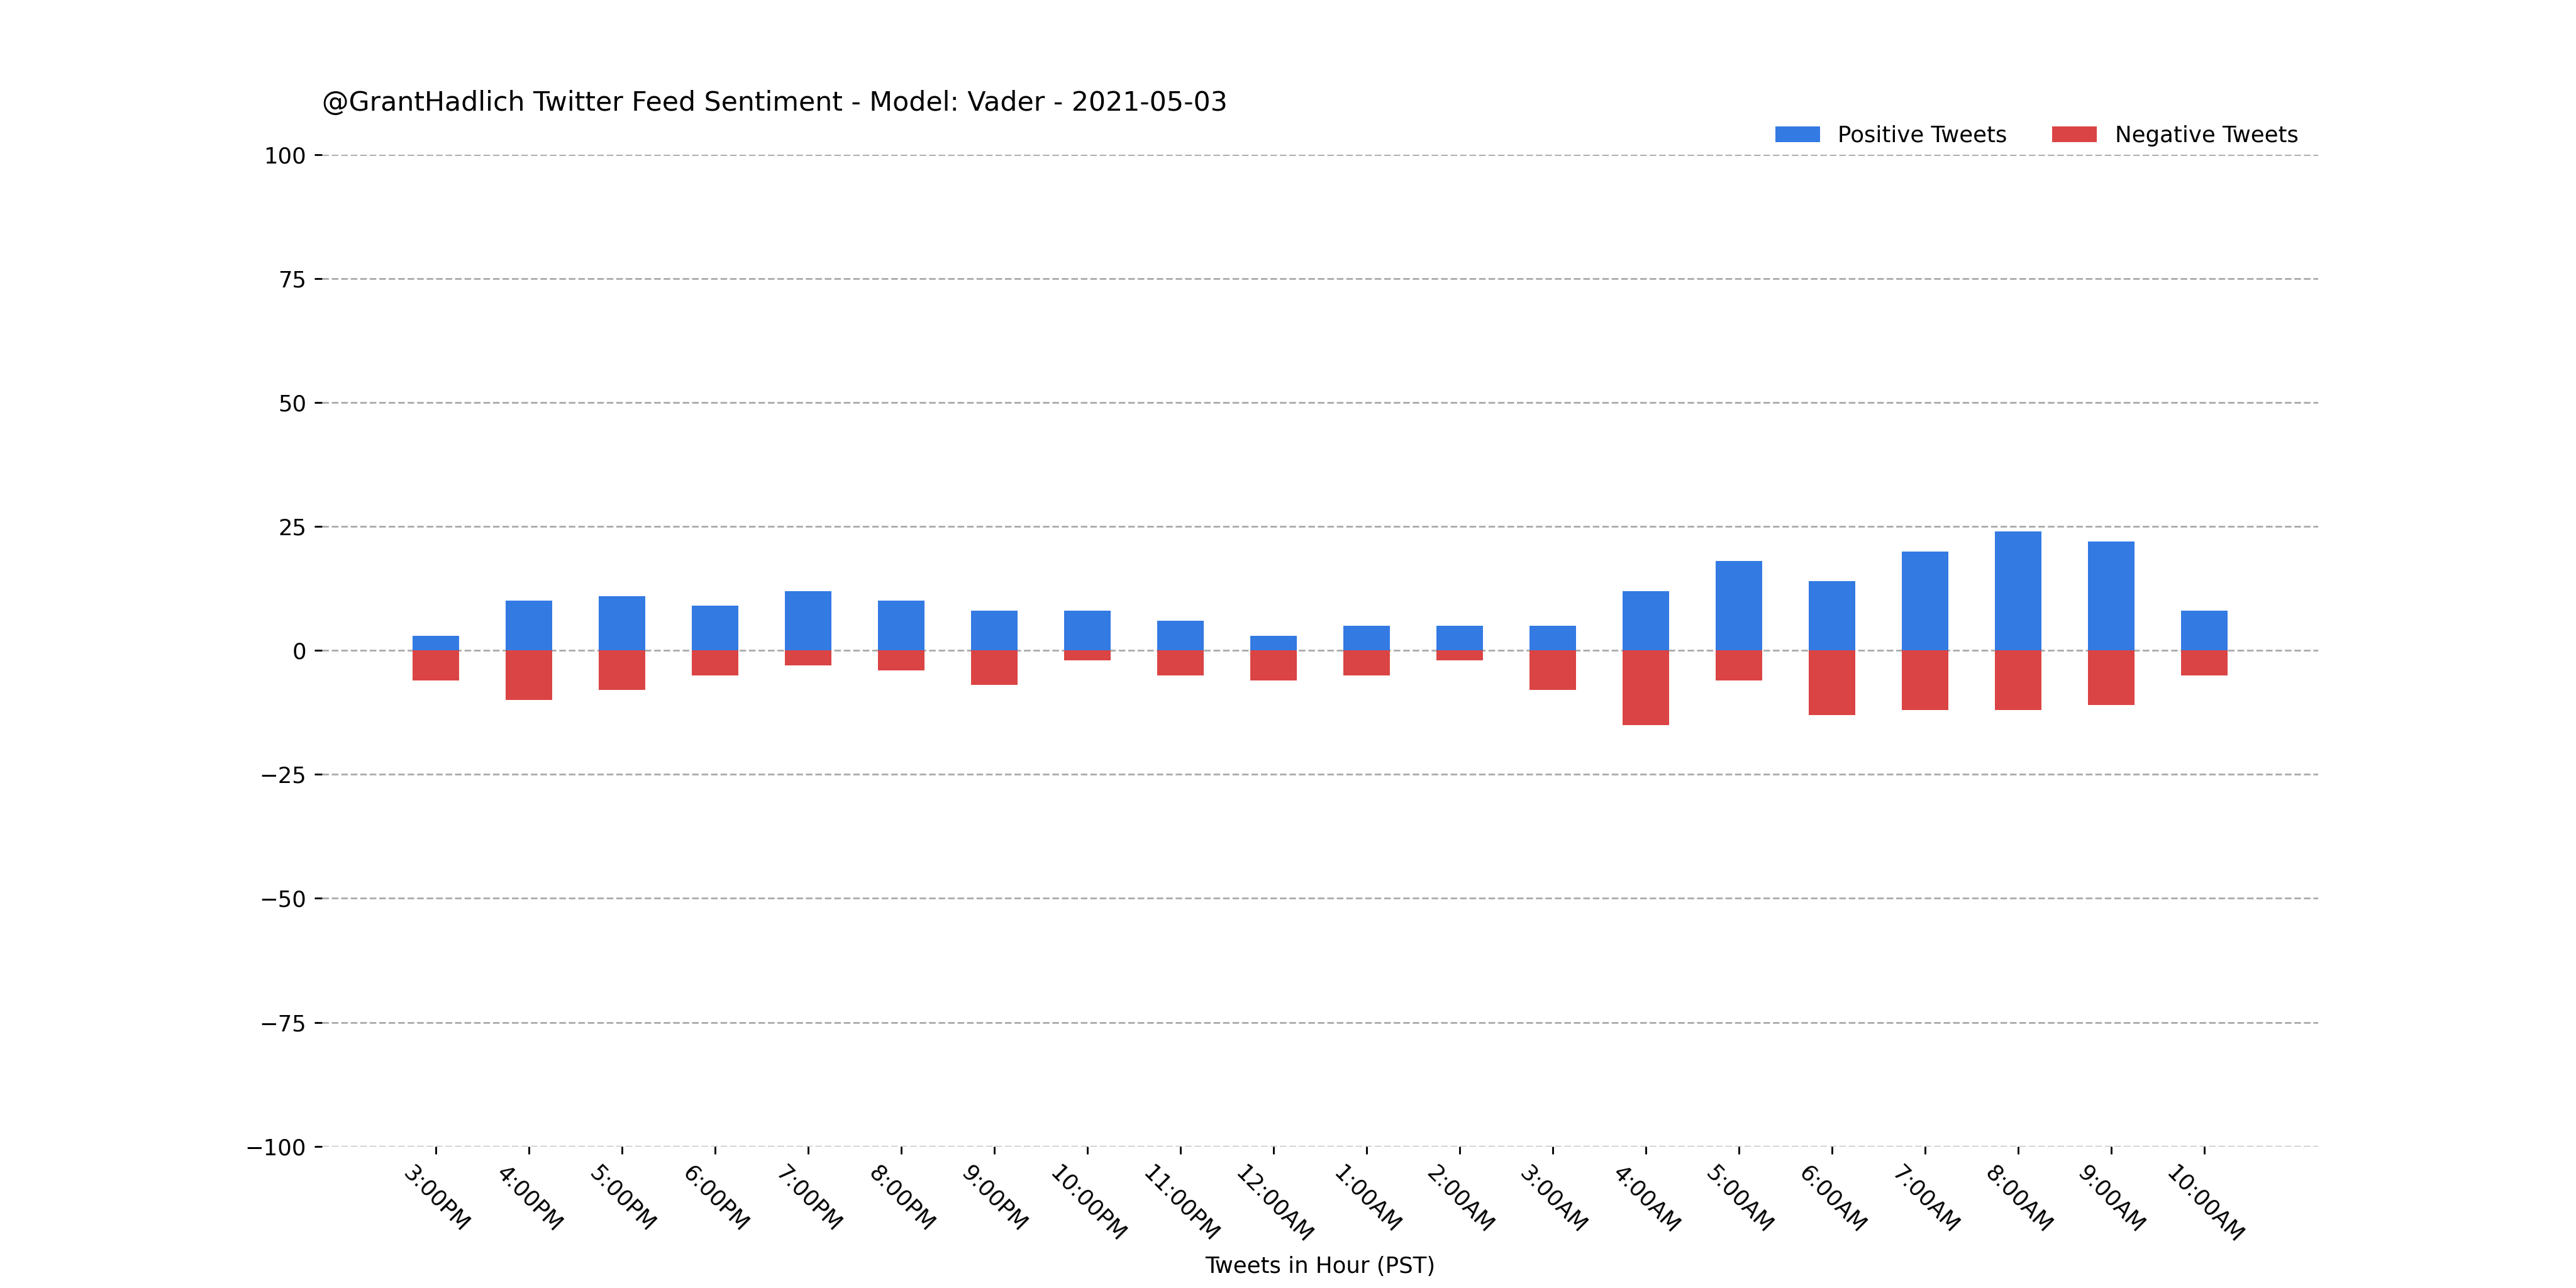 @GrantHadlich Twitter Feed Sentiment - Model: Vader - 2021-05-03
Positive Tweets
Negative Tweets
100
75
50
25
0
−25
−50
−75
−100
3:00PM
4:00PM
5:00PM
6:00PM
7:00PM
8:00PM
9:00PM
10:00PM
11:00PM
12:00AM
1:00AM
2:00AM
3:00AM
4:00AM
5:00AM
6:00AM
7:00AM
8:00AM
9:00AM
10:00AM
Tweets in Hour (PST)